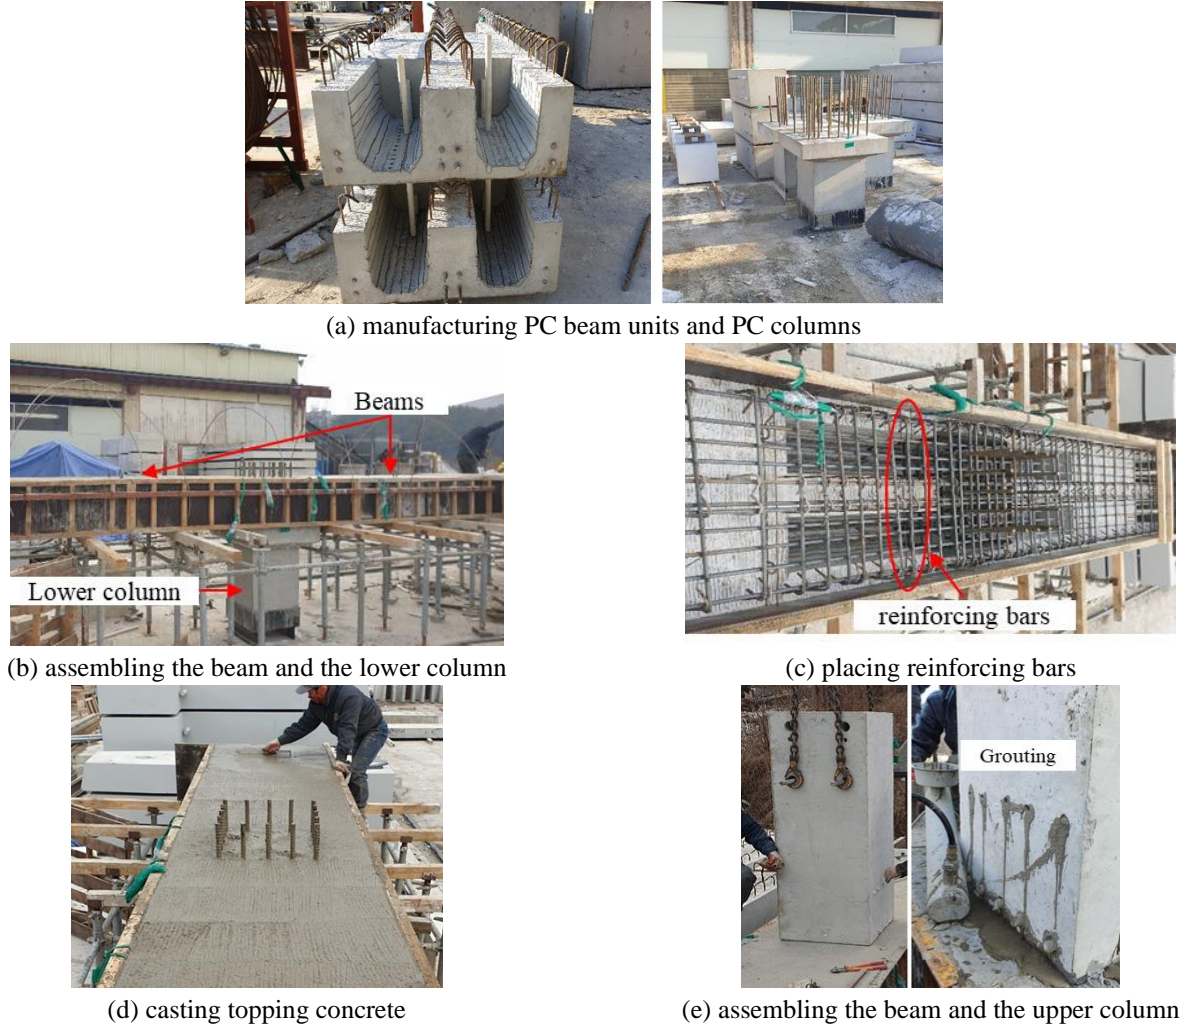 (a) manufacturing PC beam units and PC columns
Beams
Lower column
(b) assembling the beam and the lower column
reinforcing bars
(c) placing reinforcing bars
(d) casting topping concrete
Grouting
(e) assembling the beam and the upper column